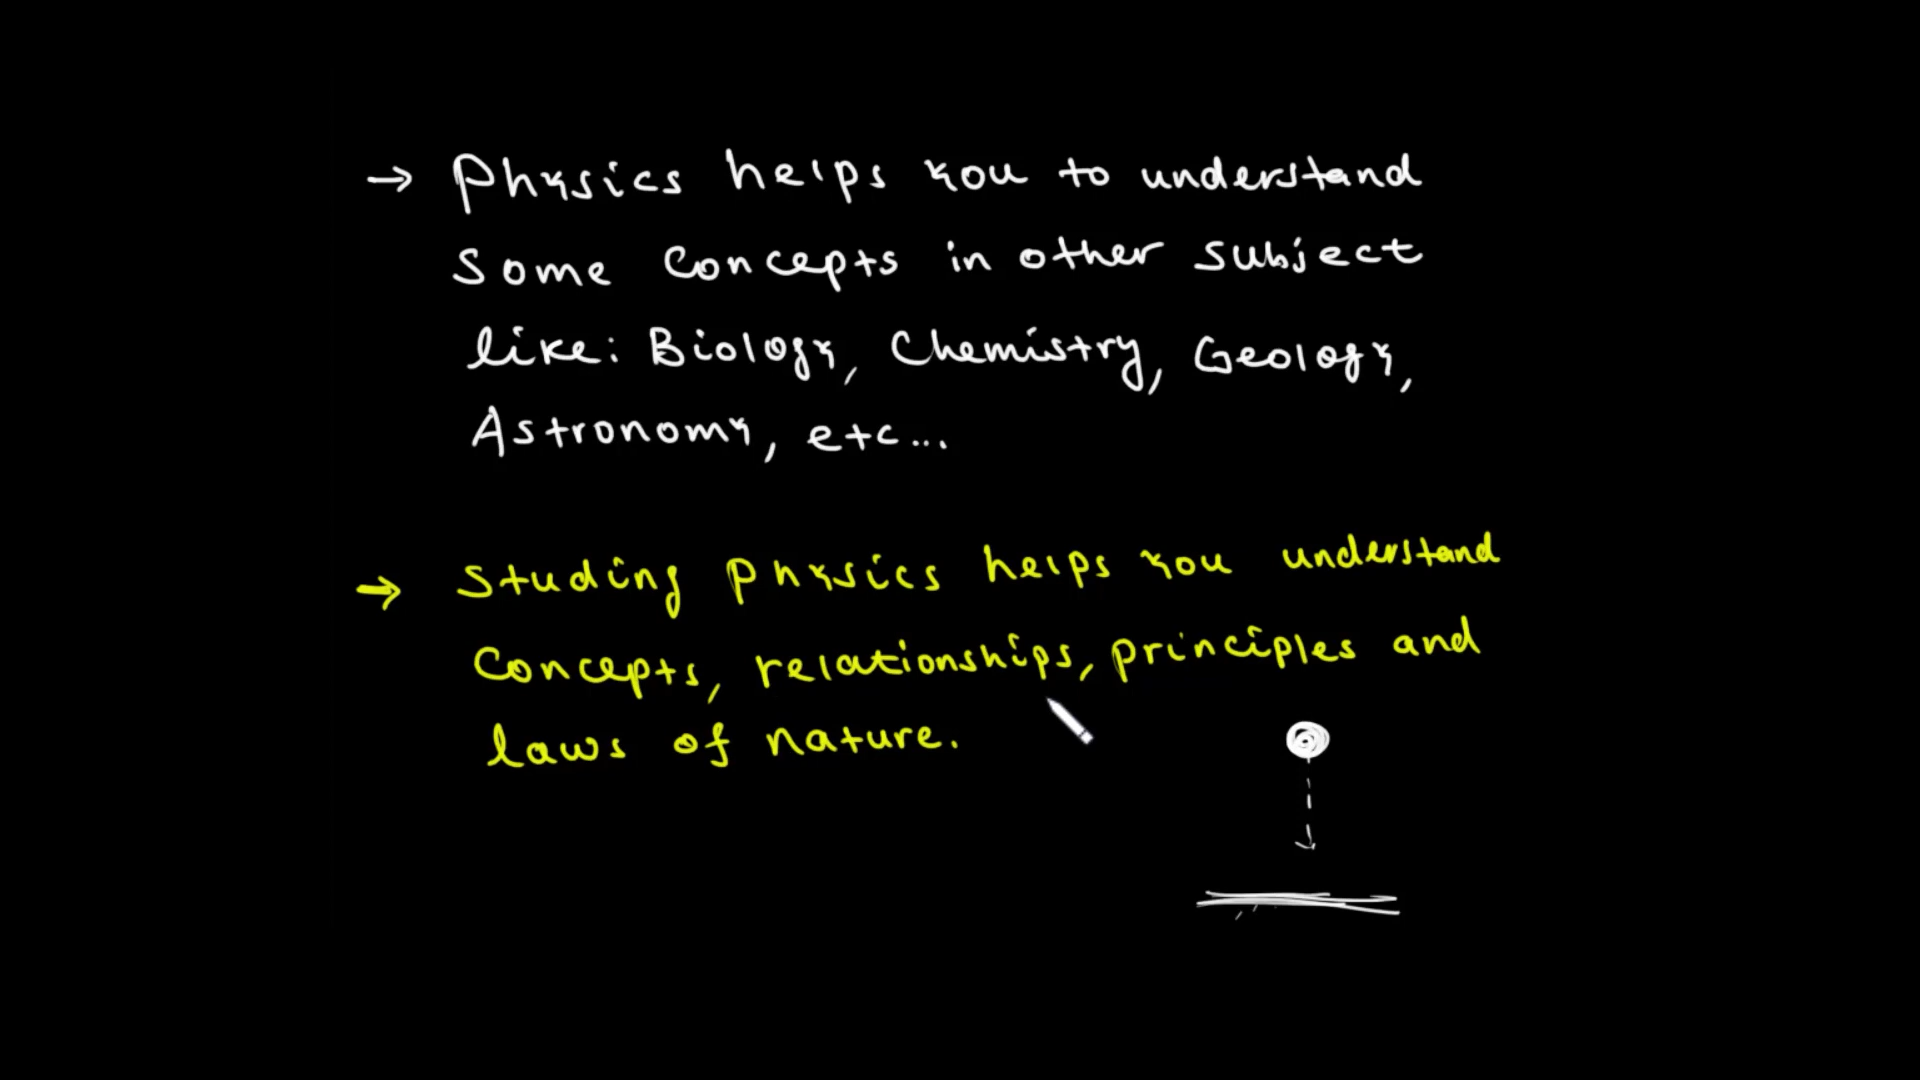 → Physics helps you to understand
some concepts in other subject
like: Biology, Chemistry, Geology,
Astronomy, etc...
→ studing physics helps you understand
concepts, relationships, principles and
laws of nature.